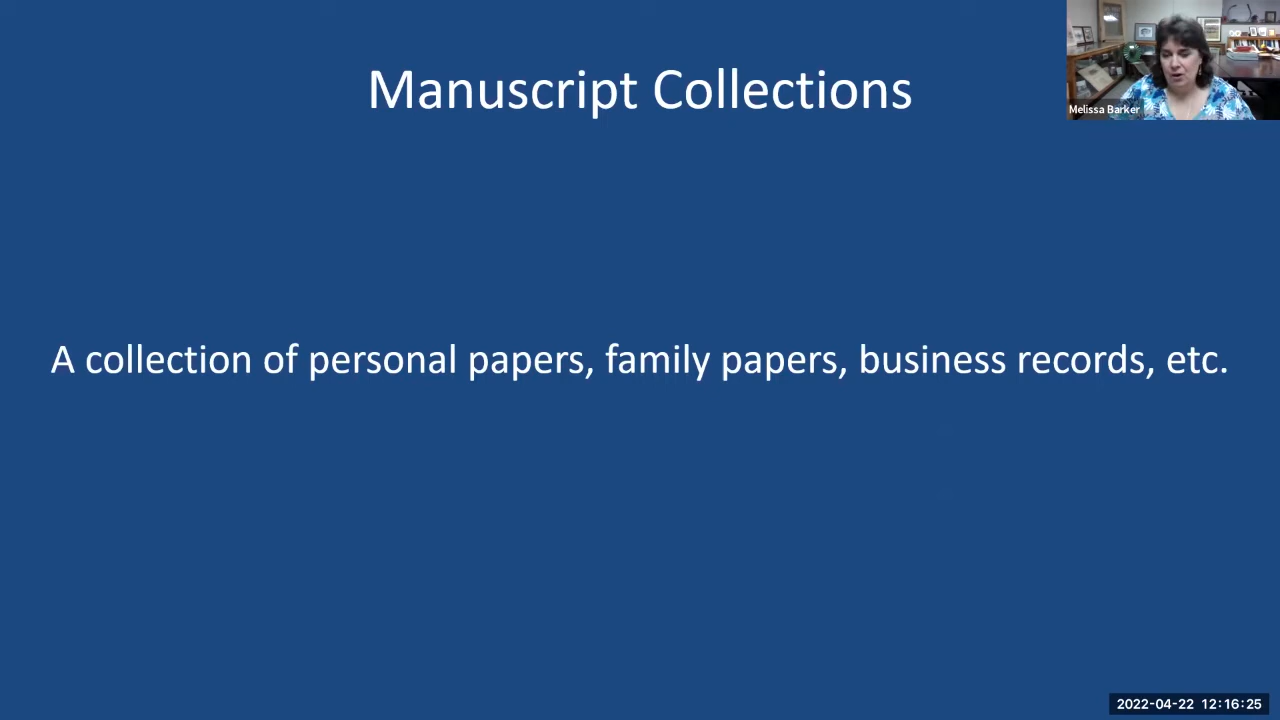 Manuscript Collections
Melissa Barker
A collection of personal papers, family papers, business records, etc.
2022-04-22 12:16:25